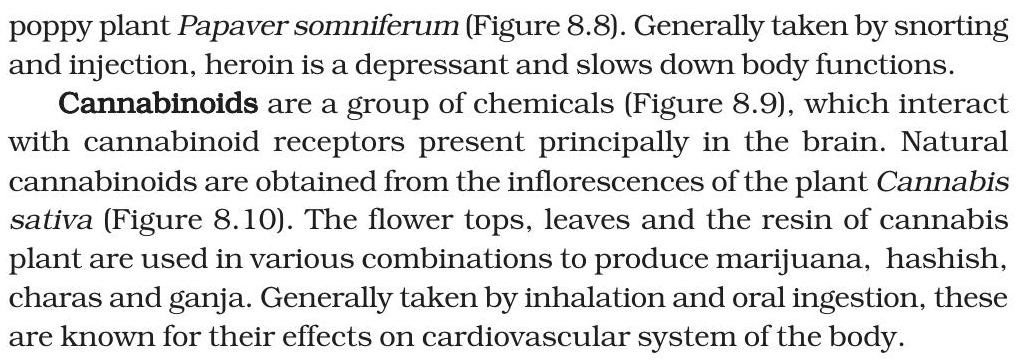 poppy plant Papaver somniferum (Figure 8.8). Generally taken by snorting
and injection, heroin is a depressant and slows down body functions.
Cannabinoids are a group of chemicals (Figure 8.9), which interact
with cannabinoid receptors present principally in the brain. Natural
cannabinoids are obtained from the inflorescences of the plant Cannabis
sativa (Figure 8.10). The flower tops, leaves and the resin of cannabis
plant are used in various combinations to produce marijuana, hashish,
charas and ganja. Generally taken by inhalation and oral ingestion, these
are known for their effects on cardiovascular system of the body.